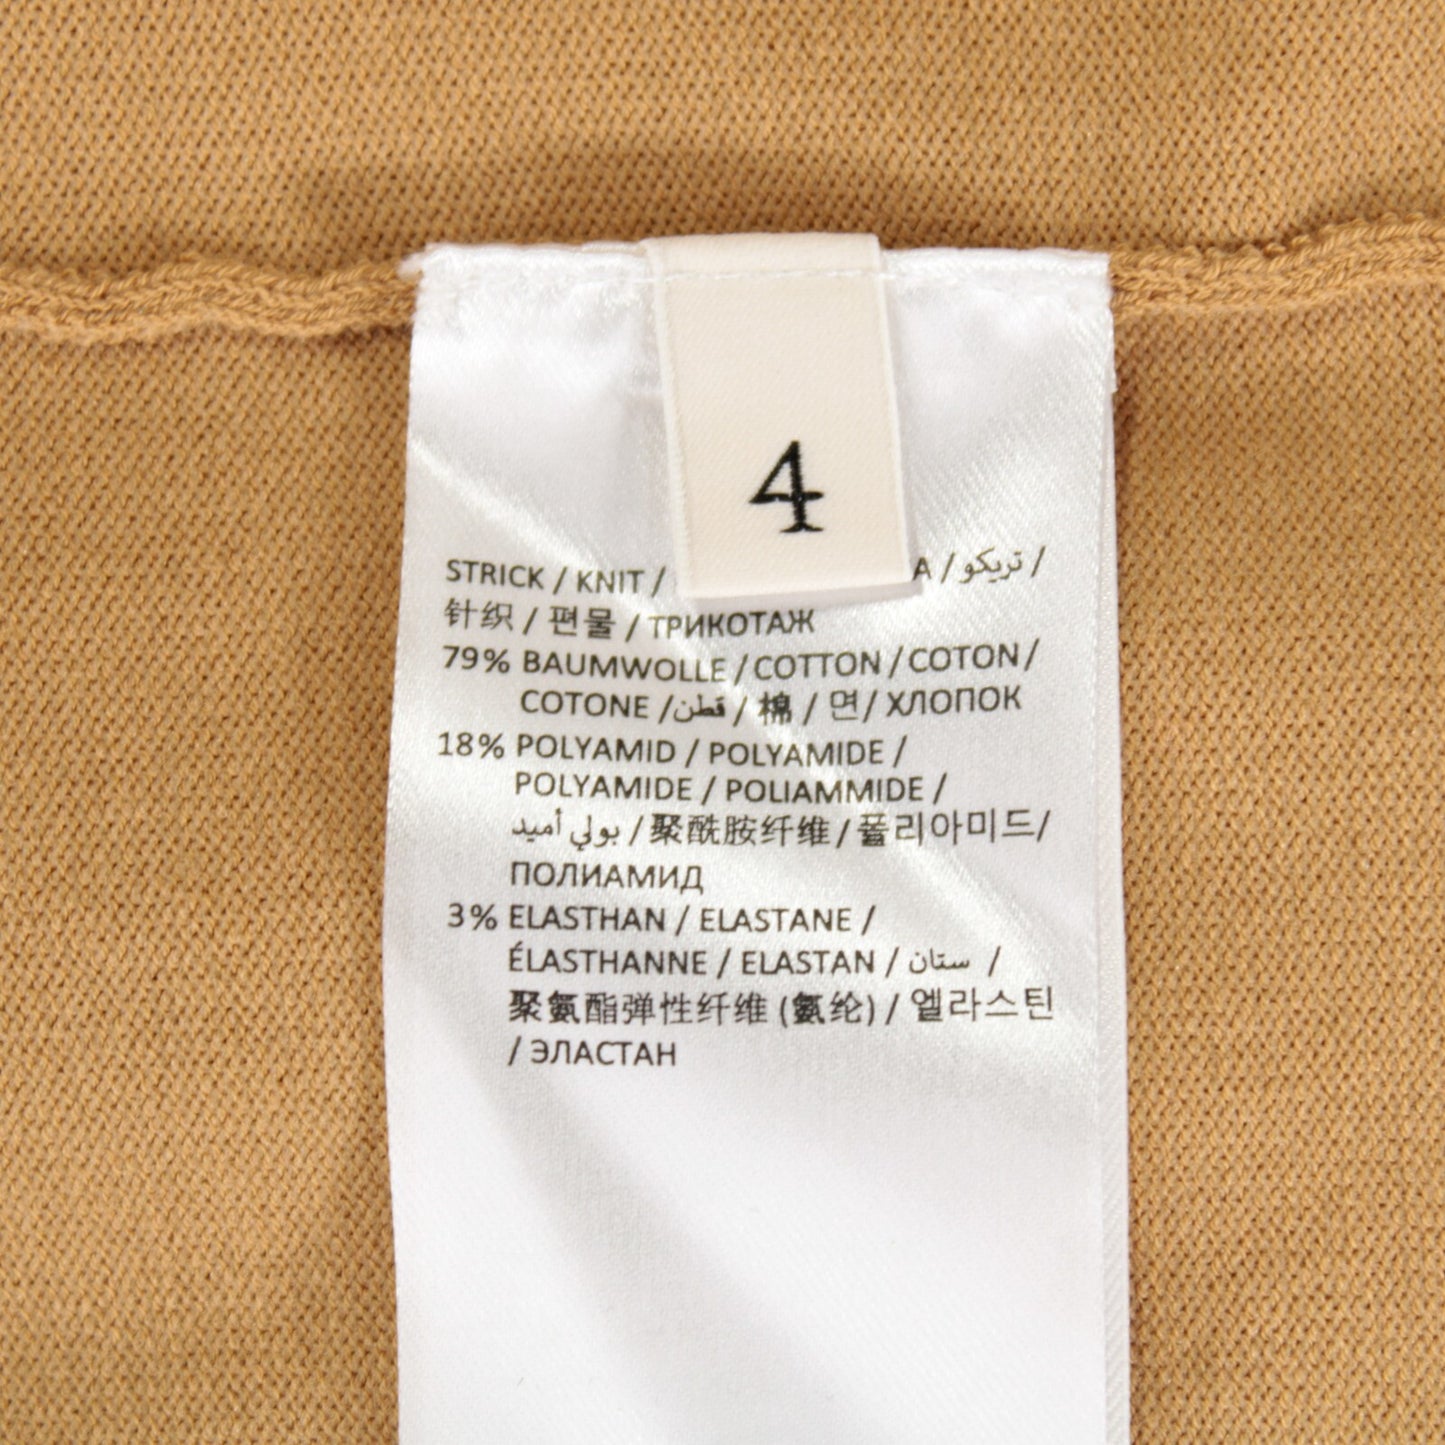 4
STRICK / KNIT / A / تريكو /
针织 / 편물 / ТРИКОТАЖ
79% BAUMWOLLE / COTTON / COTON /
COTONE / قطن / 棉 / 면 / ХЛОПОК
18% POLYAMID / POLYAMIDE /
POLYAMIDE / POLIAMMIDE /
بولي أميد / 聚酰胺纤维 / 폴리아미드/
ПОЛИАМИД
3% ELASTHAN / ELASTANE /
ÉLASTHANNE / ELASTAN / ستان /
聚氨酯弹性纤维 (氨纶) / 엘라스틴
/ ЭЛАСТАН